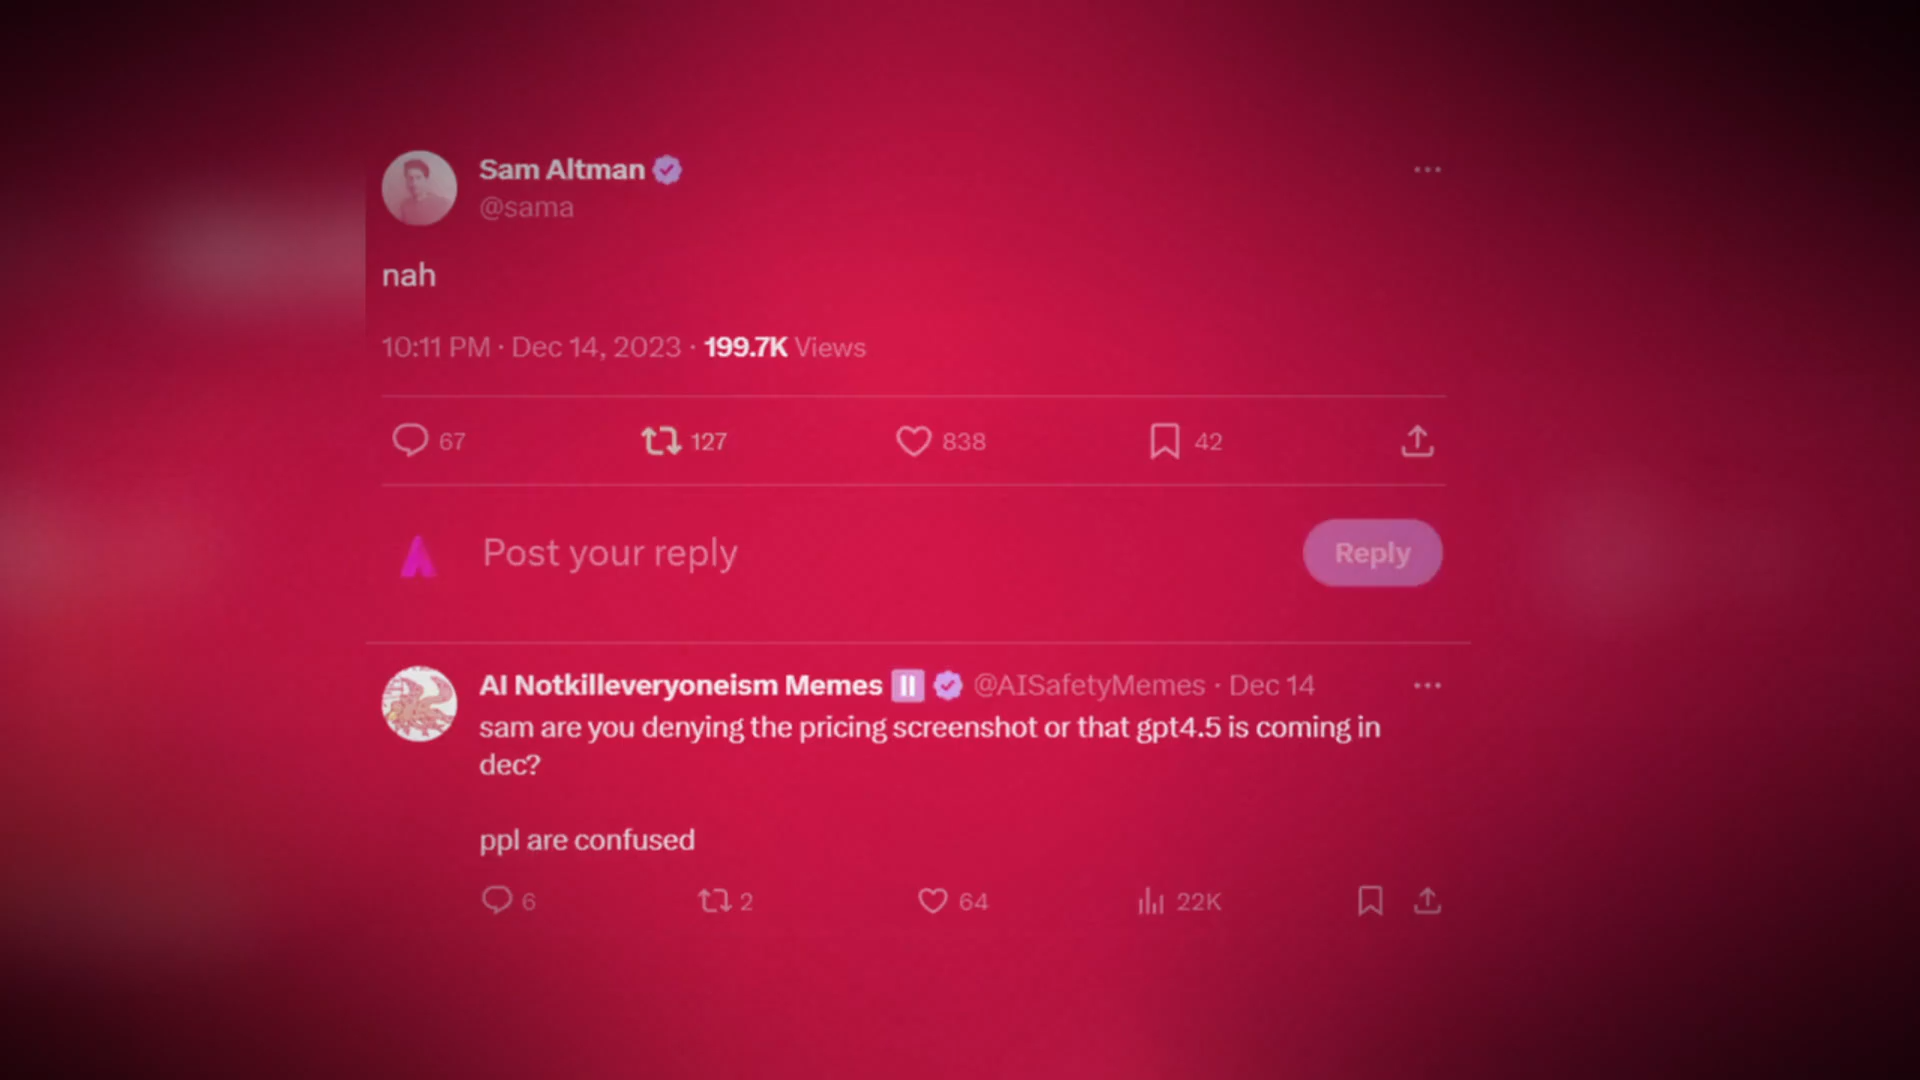 Sam Altman
@sama
nah
10:11 PM · Dec 14, 2023 · 199.7K Views
67 127 838 42
Post your reply Reply
AI Notkilleveryoneism Memes ⏸️ @AISafetyMemes · Dec 14
sam are you denying the pricing screenshot or that gpt4.5 is coming in
dec?
ppl are confused
6 2 64 22K